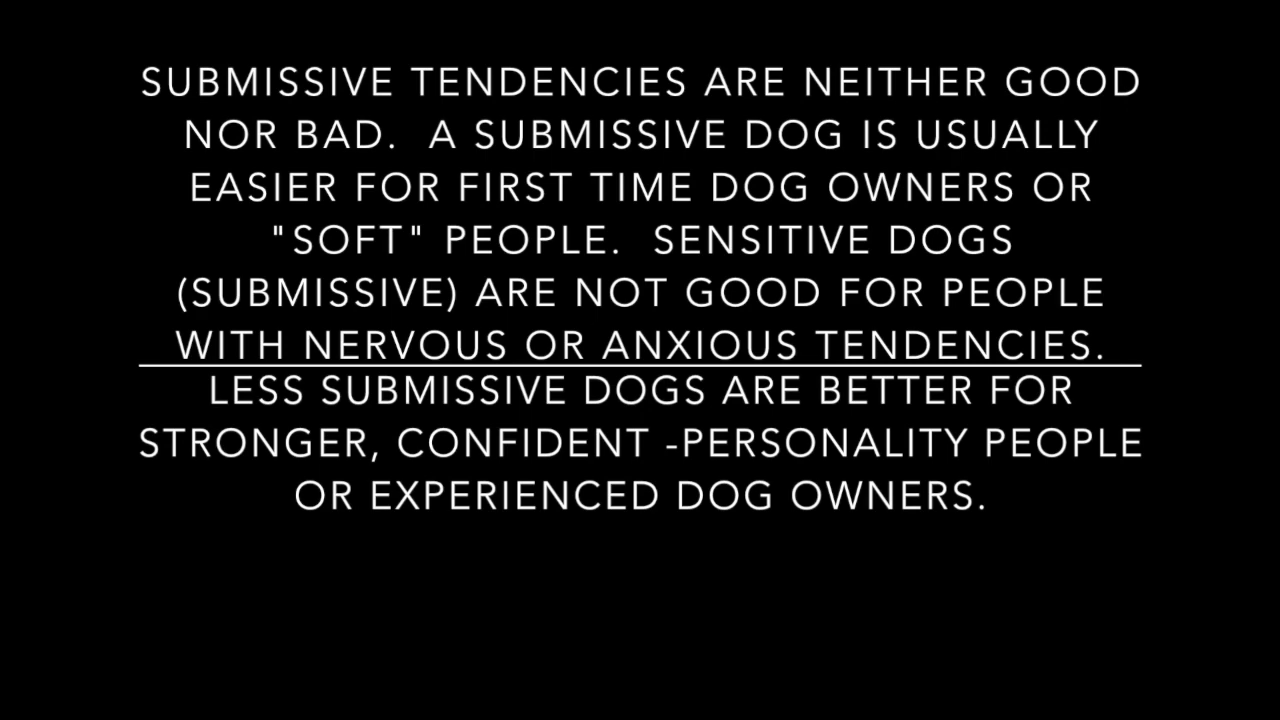 SUBMISSIVE TENDENCIES ARE NEITHER GOOD
NOR BAD.  A SUBMISSIVE DOG IS USUALLY
EASIER FOR FIRST TIME DOG OWNERS OR
"SOFT" PEOPLE.  SENSITIVE DOGS
(SUBMISSIVE) ARE NOT GOOD FOR PEOPLE
WITH NERVOUS OR ANXIOUS TENDENCIES.
LESS SUBMISSIVE DOGS ARE BETTER FOR
STRONGER, CONFIDENT -PERSONALITY PEOPLE
OR EXPERIENCED DOG OWNERS.